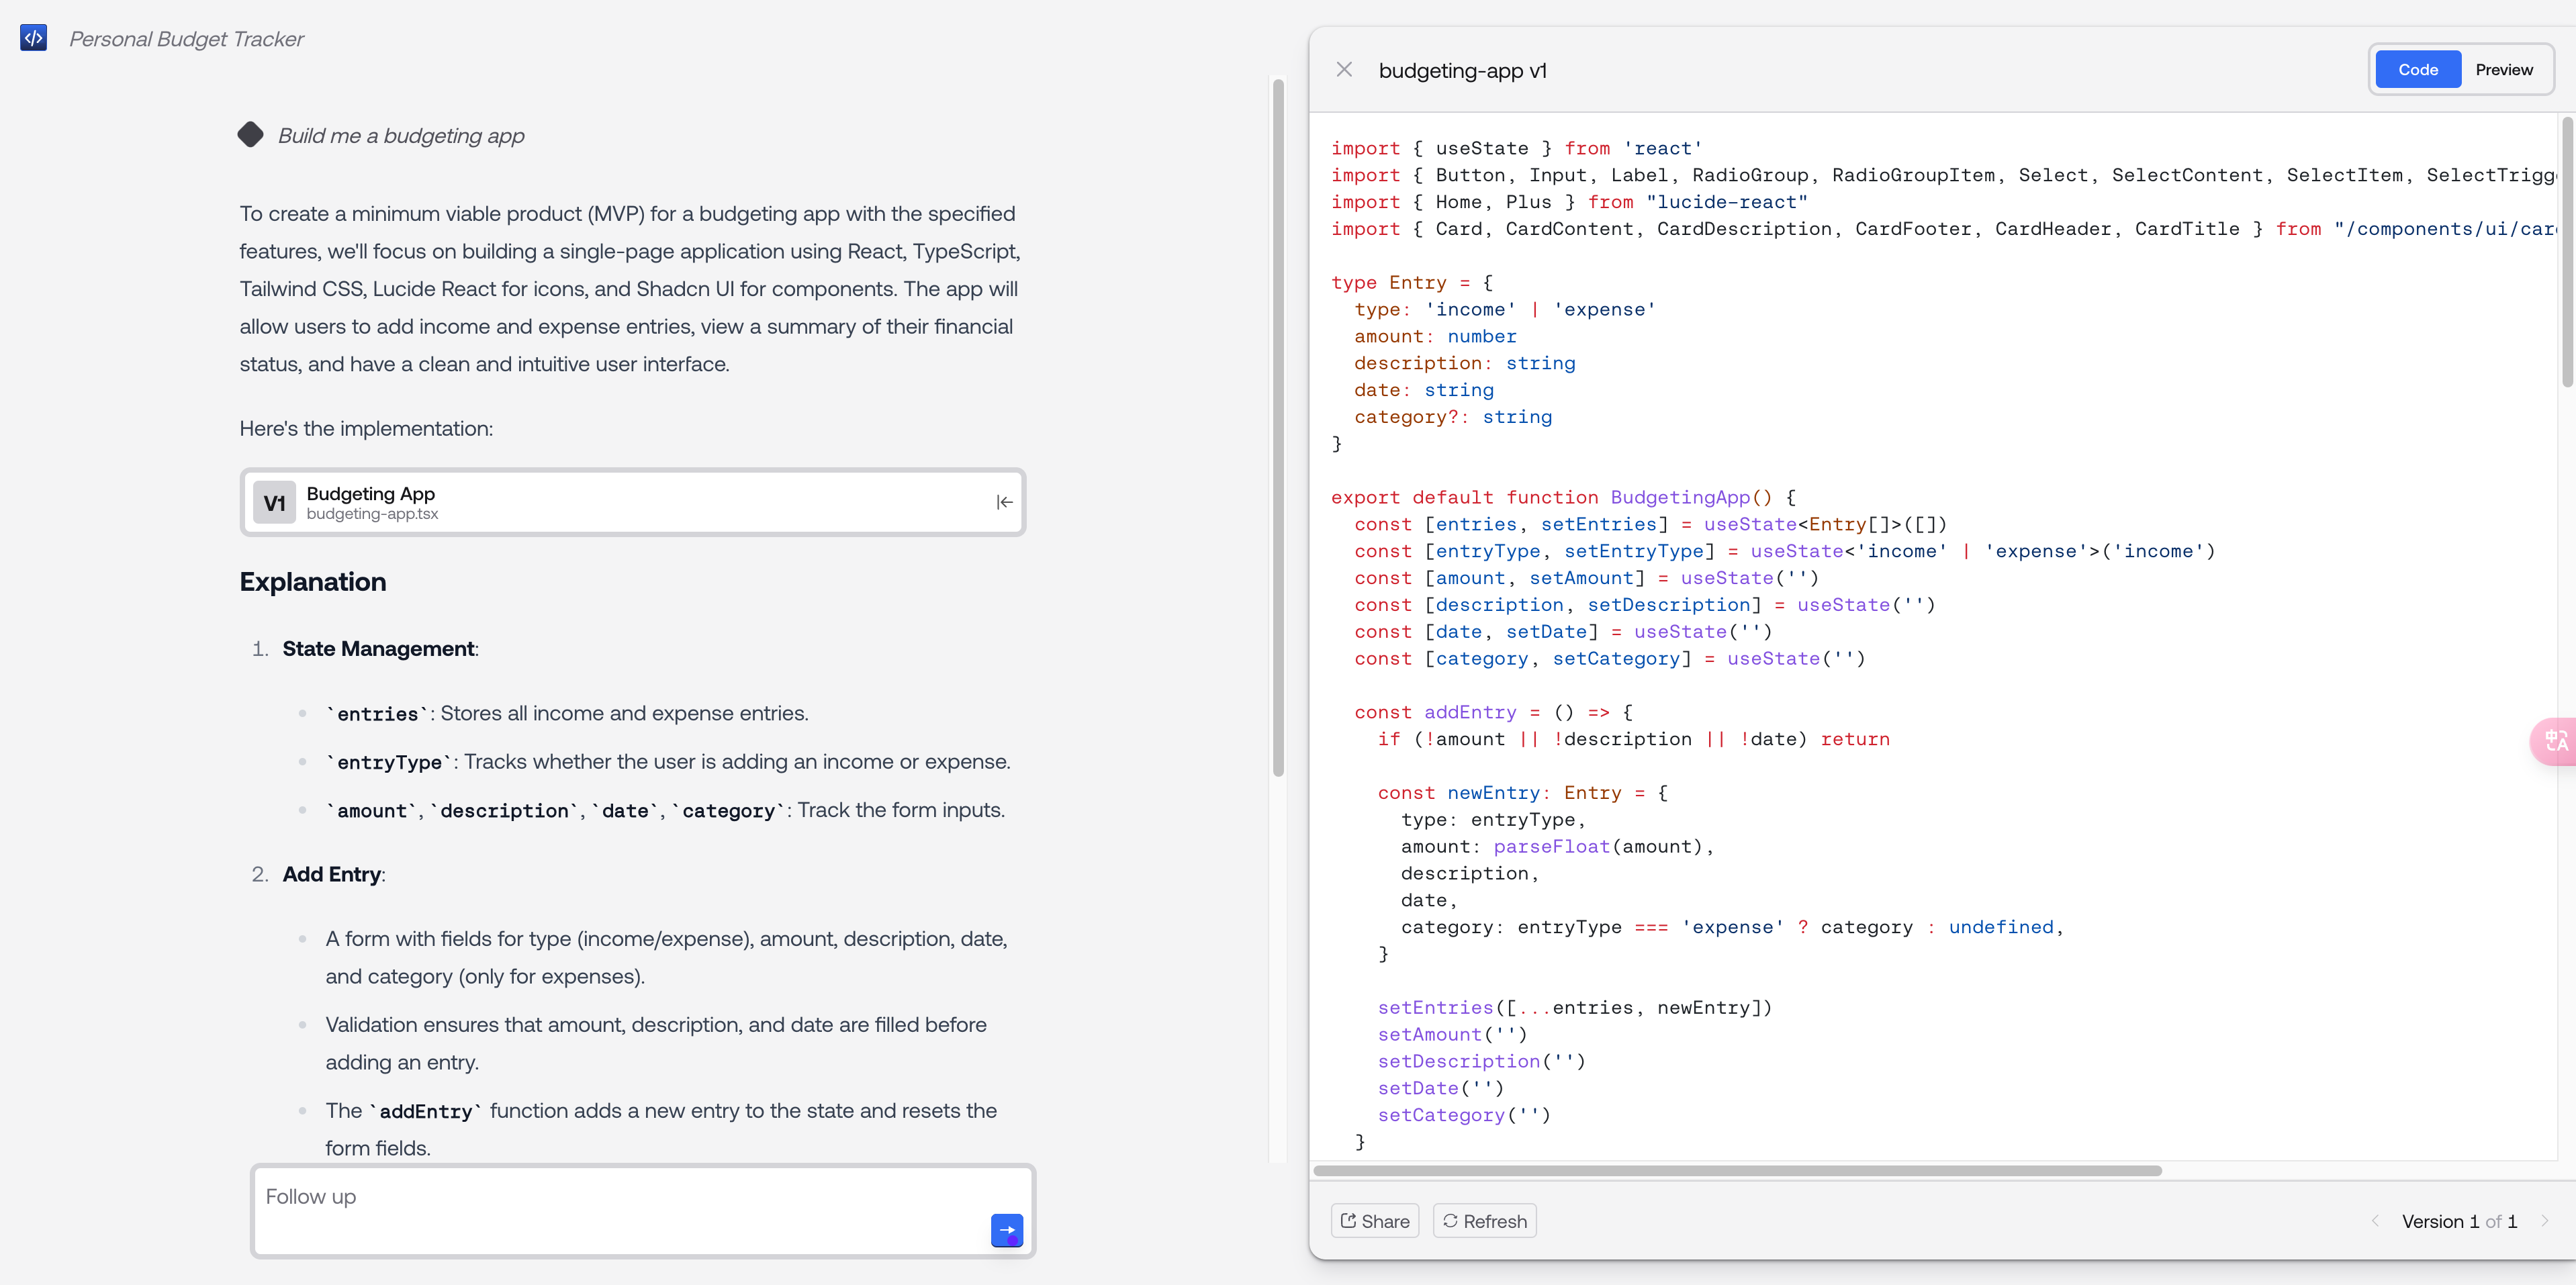 Personal Budget Tracker
Build me a budgeting app
To create a minimum viable product (MVP) for a budgeting app with the specified
features, we'll focus on building a single-page application using React, TypeScript,
Tailwind CSS, Lucide React for icons, and Shadcn UI for components. The app will
allow users to add income and expense entries, view a summary of their financial
status, and have a clean and intuitive user interface.
Here's the implementation:
V1
Budgeting App
budgeting-app.tsx
Explanation
1. State Management:
`entries`: Stores all income and expense entries.
`entryType`: Tracks whether the user is adding an income or expense.
`amount`, `description`, `date`, `category`: Track the form inputs.
2. Add Entry:
A form with fields for type (income/expense), amount, description, date,
and category (only for expenses).
Validation ensures that amount, description, and date are filled before
adding an entry.
The `addEntry` function adds a new entry to the state and resets the
form fields.
Follow up
budgeting-app v1
Code
Preview
import { useState } from 'react'
import { Button, Input, Label, RadioGroup, RadioGroupItem, Select, SelectContent, SelectItem, SelectTrigg
import { Home, Plus } from "lucide-react"
import { Card, CardContent, CardDescription, CardFooter, CardHeader, CardTitle } from "/components/ui/car
type Entry = {
  type: 'income' | 'expense'
  amount: number
  description: string
  date: string
  category?: string
}
export default function BudgetingApp() {
  const [entries, setEntries] = useState<Entry[]>([])
  const [entryType, setEntryType] = useState<'income' | 'expense'>('income')
  const [amount, setAmount] = useState('')
  const [description, setDescription] = useState('')
  const [date, setDate] = useState('')
  const [category, setCategory] = useState('')
  const addEntry = () => {
    if (!amount || !description || !date) return
    const newEntry: Entry = {
      type: entryType,
      amount: parseFloat(amount),
      description,
      date,
      category: entryType === 'expense' ? category : undefined,
    }
    setEntries([...entries, newEntry])
    setAmount('')
    setDescription('')
    setDate('')
    setCategory('')
  }
Share
Refresh
Version 1 of 1